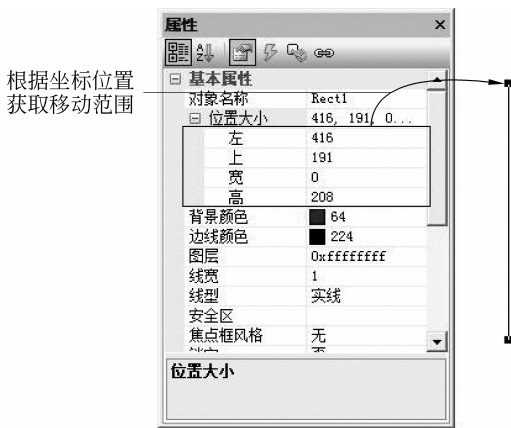 属性
根据坐标位置
获取移动范围
基本属性
对象名称 Rect1
位置大小 416, 191, 0...
左 416
上 191
宽 0
高 208
背景颜色 64
边线颜色 224
图层 0xffffffff
线宽 1
线型 实线
安全区
焦点框风格 无
位置大小